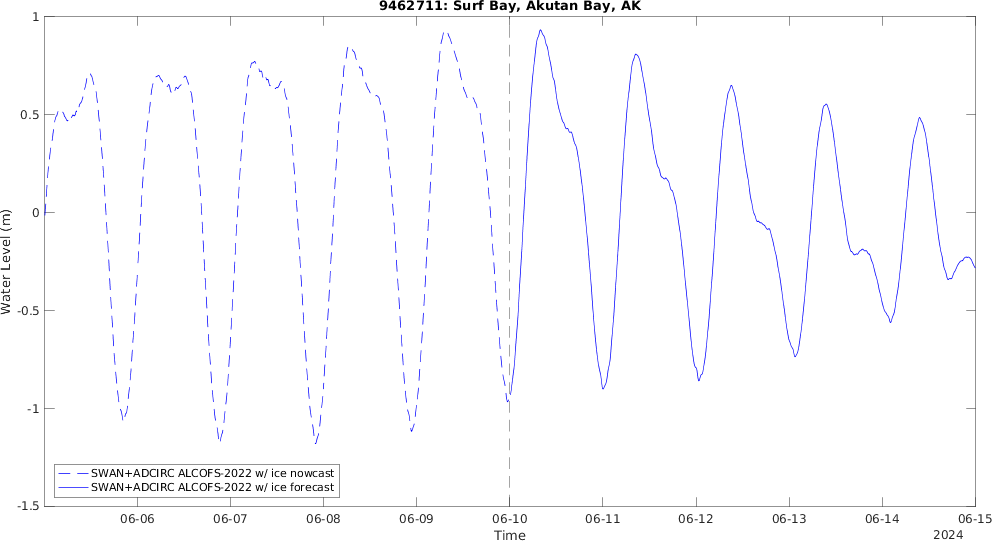 9462711: Surf Bay, Akutan Bay, AK
1
0.5
0
-0.5
-1
-1.5
Water Level (m)
SWAN+ADCIRC ALCOFS-2022 w/ ice nowcast
SWAN+ADCIRC ALCOFS-2022 w/ ice forecast
06-06 06-07 06-08 06-09 06-10 06-11 06-12 06-13 06-14 06-15
Time
2024